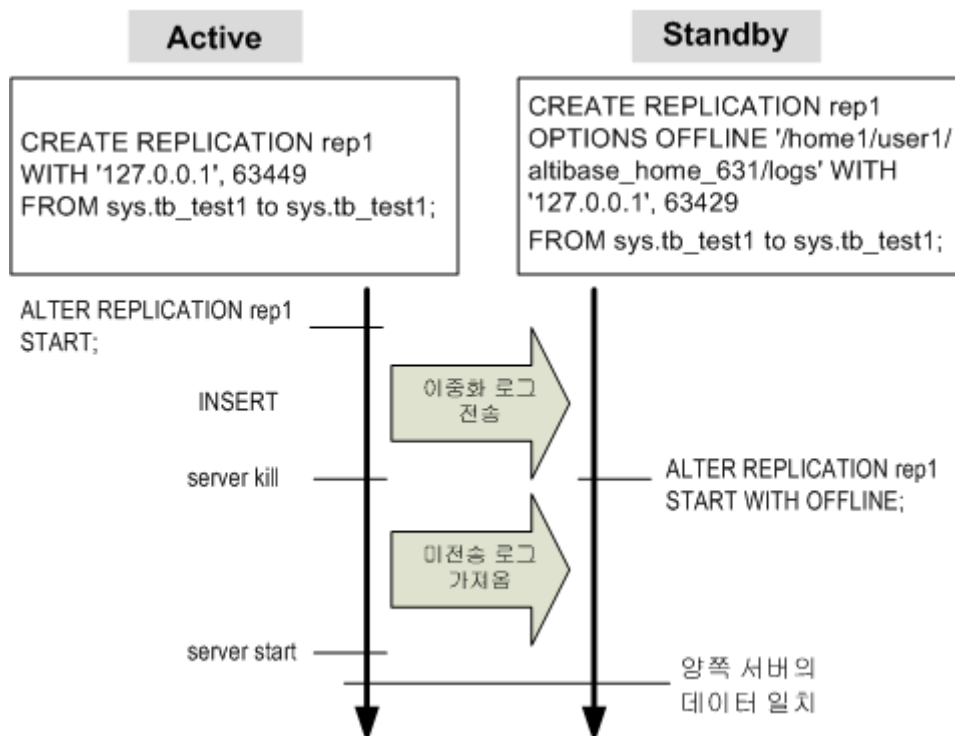 Active
Standby
CREATE REPLICATION rep1
WITH '127.0.0.1', 63449
FROM sys.tb_test1 to sys.tb_test1;
CREATE REPLICATION rep1
OPTIONS OFFLINE '/home1/user1/
altibase_home_631/logs' WITH
'127.0.0.1', 63429
FROM sys.tb_test1 to sys.tb_test1;
ALTER REPLICATION rep1
START;
INSERT
이중화 로그
전송
server kill
ALTER REPLICATION rep1
START WITH OFFLINE;
미전송 로그
가져옴
server start
양쪽 서버의
데이터 일치